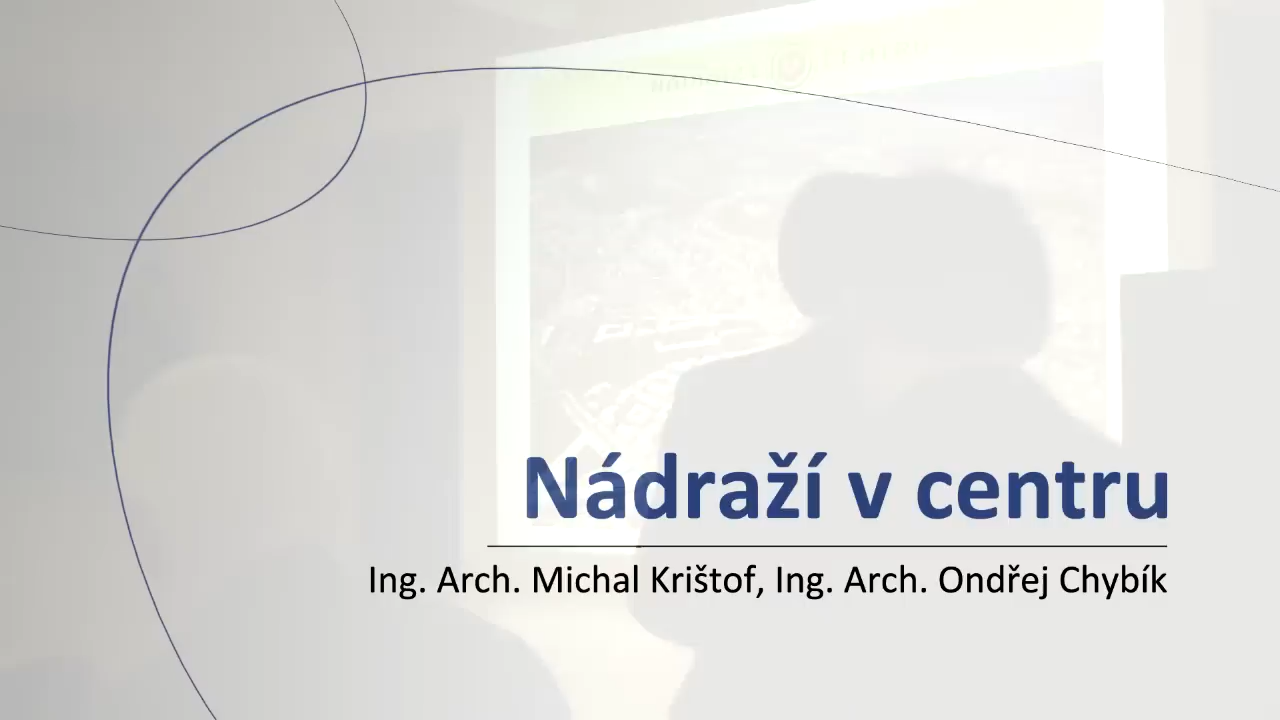 Nádraží v centru
Ing. Arch. Michal Krištof, Ing. Arch. Ondřej Chybík